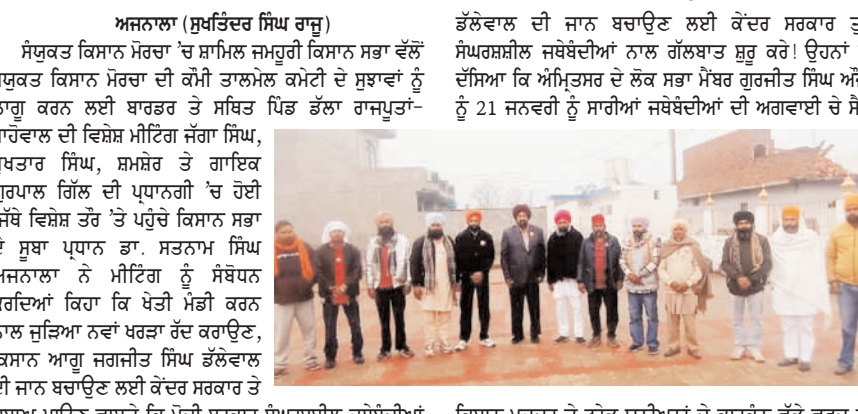 ਅਜਨਾਲਾ (ਸੁਖਤਿੰਦਰ ਸਿੰਘ ਰਾਜੂ)
ਸੰਯੁਕਤ ਕਿਸਾਨ ਮੋਰਚਾ ’ਚ ਸ਼ਾਮਿਲ ਜਮਹੂਰੀ ਕਿਸਾਨ ਸਭਾ ਵੱਲੋਂ
ਯੁਕਤ ਕਿਸਾਨ ਮੋਰਚਾ ਦੀ ਕੌਮੀ ਤਾਲਮੇਲ ਕਮੇਟੀ ਦੇ ਸੁਝਾਵਾਂ ਨੂੰ
ਾਗੂ ਕਰਨ ਲਈ ਬਾਰਡਰ ਤੇ ਸਥਿਤ ਪਿੰਡ ਡੱਲਾ ਰਾਜਪੂਤਾਂ-
ਾਹੋਵਾਲ ਦੀ ਵਿਸ਼ੇਸ਼ ਮੀਟਿੰਗ ਜੱਗਾ ਸਿੰਘ,
ਖਤਾਰ ਸਿੰਘ, ਸ਼ਮਸ਼ੇਰ ਤੇ ਗਾਇਕ
ਗੁਰਪਾਲ ਗਿੱਲ ਦੀ ਪ੍ਰਧਾਨਗੀ ’ਚ ਹੋਈ
ਜਿੱਥੇ ਵਿਸ਼ੇਸ਼ ਤੌਰ ’ਤੇ ਪਹੁੰਚੇ ਕਿਸਾਨ ਸਭਾ
ਦੇ ਸੂਬਾ ਪ੍ਰਧਾਨ ਡਾ. ਸਤਨਾਮ ਸਿੰਘ
ਅਜਨਾਲਾ ਨੇ ਮੀਟਿੰਗ ਨੂੰ ਸੰਬੋਧਨ
ਕਰਦਿਆਂ ਕਿਹਾ ਕਿ ਖੇਤੀ ਮੰਡੀ ਕਰਨ
ਨਾਲ ਜੁੜਿਆ ਨਵਾਂ ਖਰੜਾ ਰੱਦ ਕਰਾਉਣ,
ਕਿਸਾਨ ਆਗੂ ਜਗਜੀਤ ਸਿੰਘ ਡੱਲੇਵਾਲ
ਦੀ ਜਾਨ ਬਚਾਉਣ ਲਈ ਕੇਂਦਰ ਸਰਕਾਰ ਤੇ
ਡੱਲੇਵਾਲ ਦੀ ਜਾਨ ਬਚਾਉਣ ਲਈ ਕੇਂਦਰ ਸਰਕਾਰ ਤੁ
ਸੰਘਰਸ਼ਸ਼ੀਲ ਜਥੇਬੰਦੀਆਂ ਨਾਲ ਗੱਲਬਾਤ ਸ਼ੁਰੂ ਕਰੇ! ਉਹਨਾਂ
ਦੱਸਿਆ ਕਿ ਅੰਮ੍ਰਿਤਸਰ ਦੇ ਲੋਕ ਸਭਾ ਮੈਂਬਰ ਗੁਰਜੀਤ ਸਿੰਘ
ਨੂੰ 21 ਜਨਵਰੀ ਨੂੰ ਸਾਰੀਆਂ ਜਥੇਬੰਦੀਆਂ ਦੀ ਅਗਵਾਈ ਚੇ